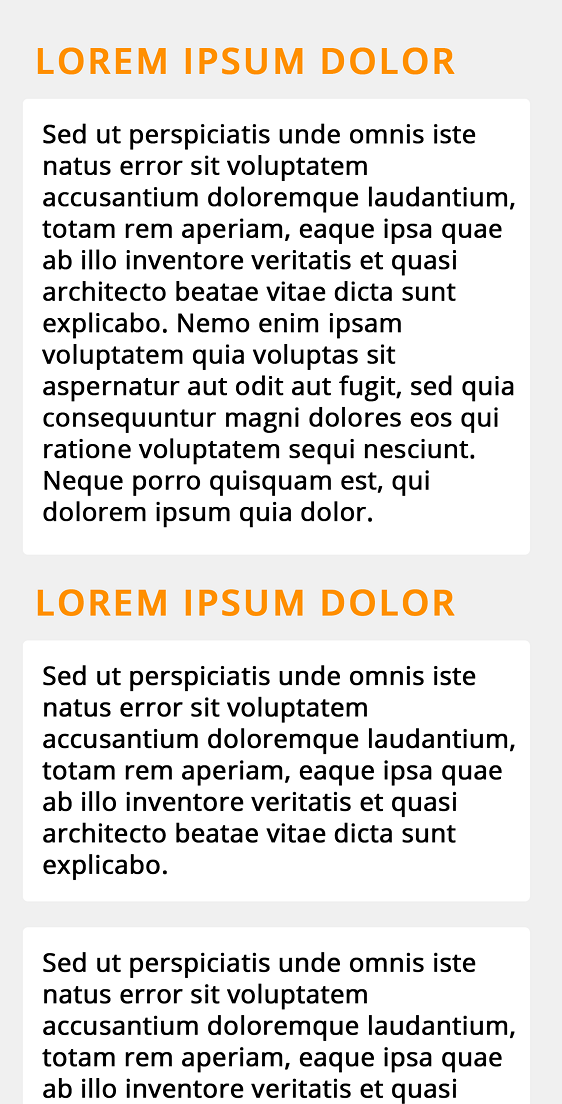 LOREM IPSUM DOLOR
Sed ut perspiciatis unde omnis iste
natus error sit voluptatem
accusantium doloremque laudantium,
totam rem aperiam, eaque ipsa quae
ab illo inventore veritatis et quasi
architecto beatae vitae dicta sunt
explicabo. Nemo enim ipsam
voluptatem quia voluptas sit
aspernatur aut odit aut fugit, sed quia
consequuntur magni dolores eos qui
ratione voluptatem sequi nesciunt.
Neque porro quisquam est, qui
dolorem ipsum quia dolor.
LOREM IPSUM DOLOR
Sed ut perspiciatis unde omnis iste
natus error sit voluptatem
accusantium doloremque laudantium,
totam rem aperiam, eaque ipsa quae
ab illo inventore veritatis et quasi
architecto beatae vitae dicta sunt
explicabo.
Sed ut perspiciatis unde omnis iste
natus error sit voluptatem
accusantium doloremque laudantium,
totam rem aperiam, eaque ipsa quae
ab illo inventore veritatis et quasi